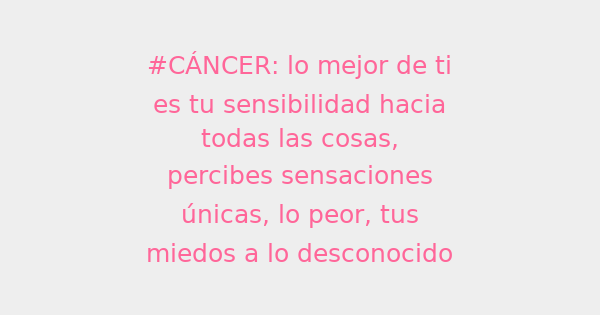 #CÁNCER: lo mejor de ti
es tu sensibilidad hacia
todas las cosas,
percibes sensaciones
únicas, lo peor, tus
miedos a lo desconocido